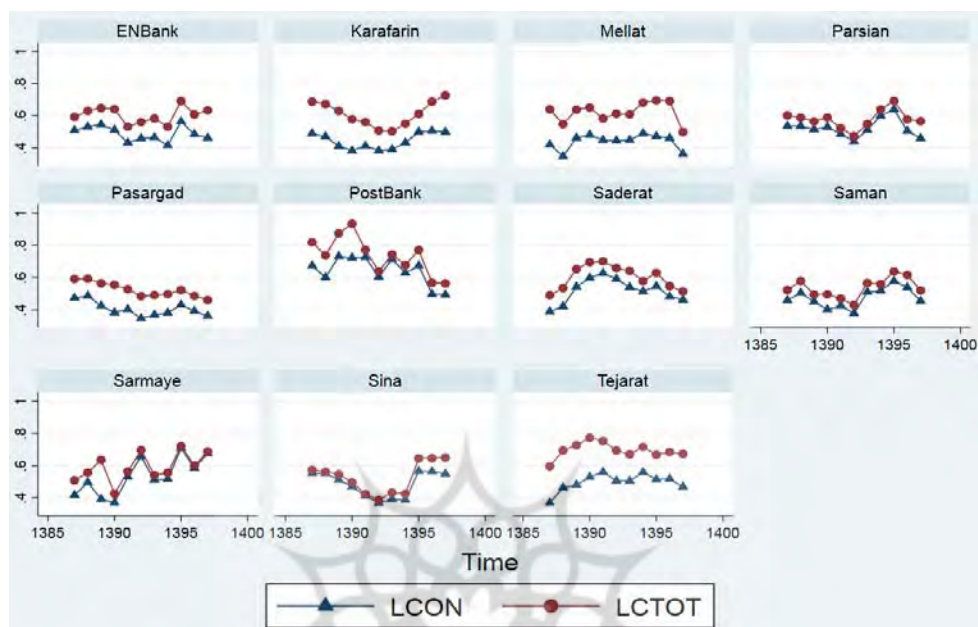 ENBank Karafarin Mellat Parsian
1
.8
.6
.4
Pasargad PostBank Saderat Saman
1
.8
.6
.4
1385 1390 1395 1400
Sarmaye Sina Tejarat
1
.8
.6
.4
1385 1390 1395 1400 1385 1390 1395 1400 1385 1390 1395 1400
Time
LCON LCTOT